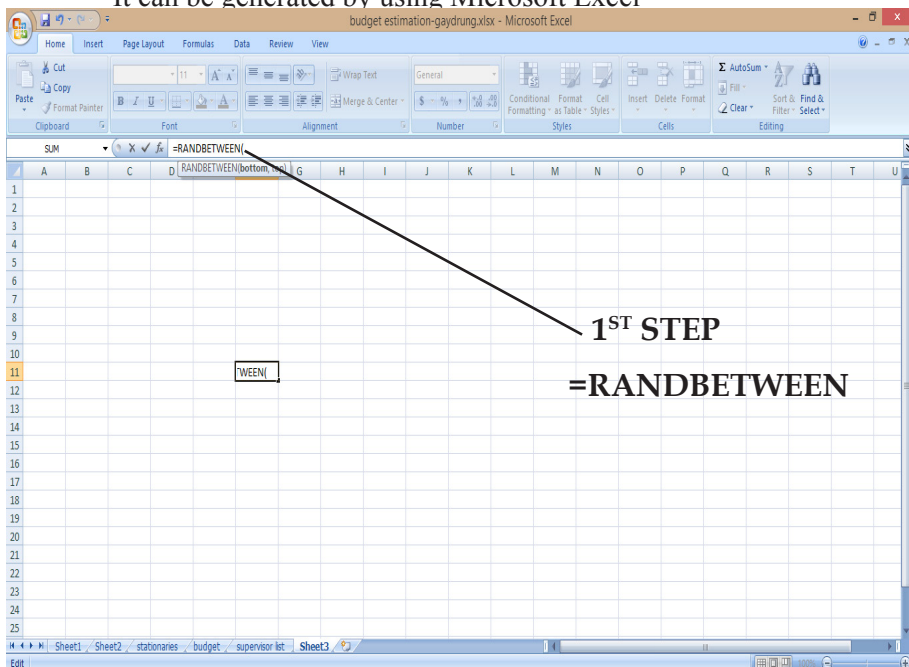 It can be generated by using Microsoft Excel
budget estimation-gaydrung.xlsx - Microsoft Excel
Home Insert Page Layout Formulas Data Review View
Cut
Copy
Format Painter
Paste
11
Wrap Text
Merge & Center
General
Conditional Formatting
Format as Table
Cell Styles
Insert Delete Format
Σ AutoSum
Fill
Clear
Sort & Filter
Find & Select
Clipboard Font Alignment Number Styles Cells Editing
SUM fx =RANDBETWEEN(
RANDBETWEEN(bottom, top)
A B C D G H I J K L M N O P Q R S T U
1
2
3
4
5
6
7
8
9
10
11
12
13
14
15
16
17
18
19
20
21
22
23
24
25
WEEN(
1ST STEP
=RANDBETWEEN
Sheet1 Sheet2 stationaries budget supervisor list Sheet3
Edit 100%